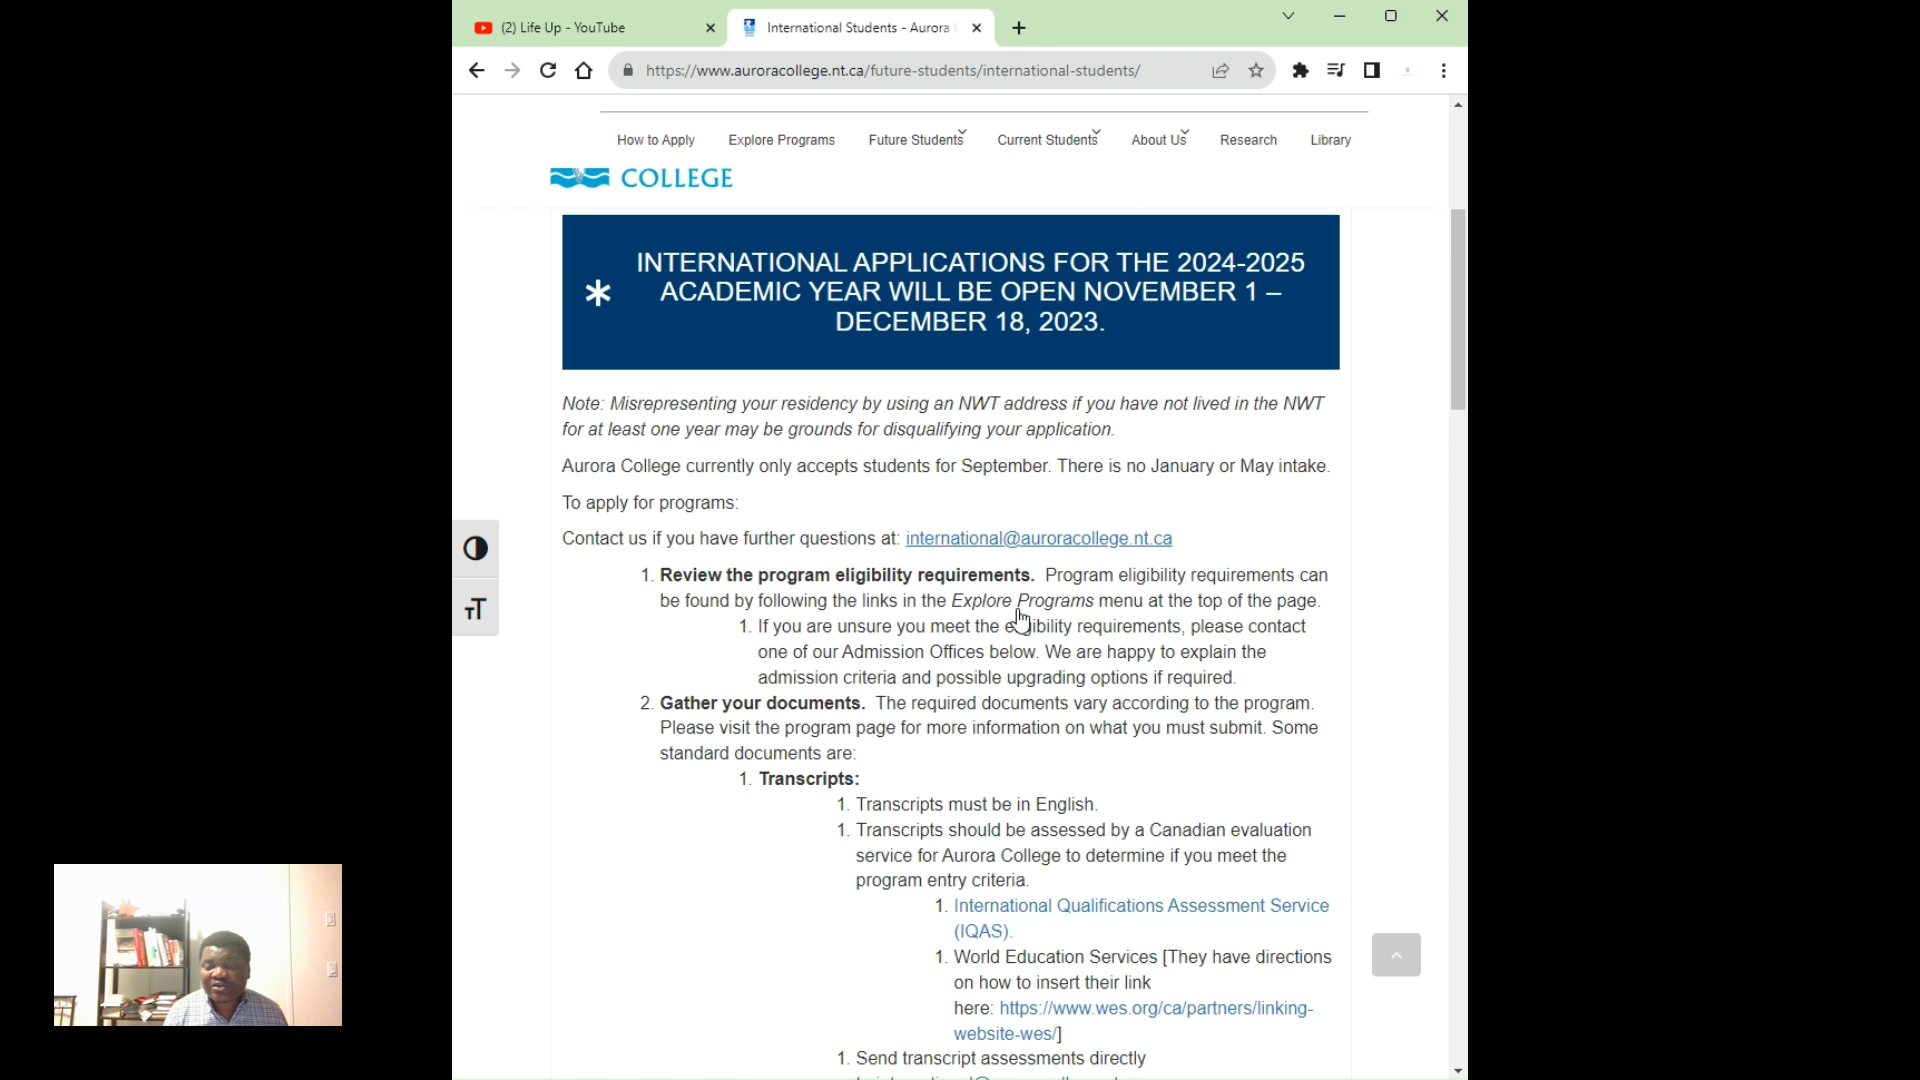 (2) Life Up - YouTube
International Students - Aurora
https://www.auroracollege.nt.ca/future-students/international-students/
How to Apply Explore Programs Future Students Current Students About Us Research Library
COLLEGE
INTERNATIONAL APPLICATIONS FOR THE 2024-2025
ACADEMIC YEAR WILL BE OPEN NOVEMBER 1 –
* DECEMBER 18, 2023.
Note: Misrepresenting your residency by using an NWT address if you have not lived in the NWT
for at least one year may be grounds for disqualifying your application.
Aurora College currently only accepts students for September. There is no January or May intake.
To apply for programs:
Contact us if you have further questions at: international@auroracollege.nt.ca
1. Review the program eligibility requirements. Program eligibility requirements can
be found by following the links in the Explore Programs menu at the top of the page.
1. If you are unsure you meet the eligibility requirements, please contact
one of our Admission Offices below. We are happy to explain the
admission criteria and possible upgrading options if required.
2. Gather your documents. The required documents vary according to the program.
Please visit the program page for more information on what you must submit. Some
standard documents are:
1. Transcripts:
1. Transcripts must be in English.
1. Transcripts should be assessed by a Canadian evaluation
service for Aurora College to determine if you meet the
program entry criteria.
1. International Qualifications Assessment Service
(IQAS).
1. World Education Services [They have directions
on how to insert their link
here: https://www.wes.org/ca/partners/linking-
website-wes/]
1. Send transcript assessments directly